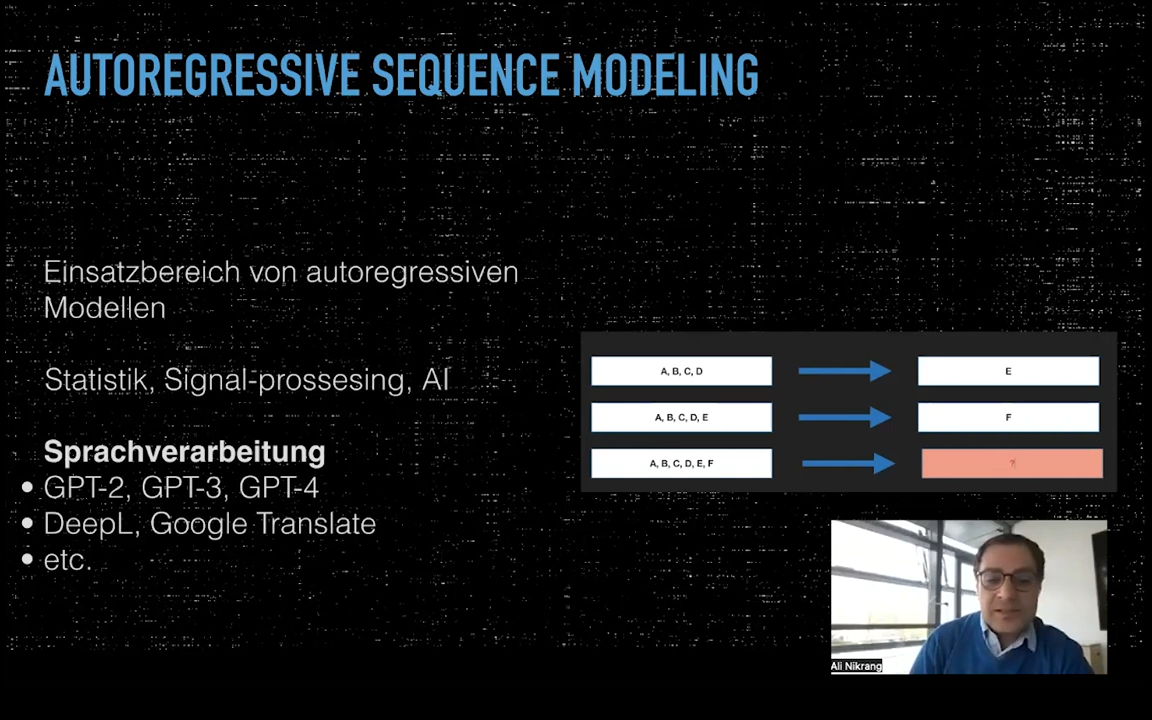 AUTOREGRESSIVE SEQUENCE MODELING
Einsatzbereich von autoregressiven
Modellen
Statistik, Signal-prossesing, AI
Sprachverarbeitung
• GPT-2, GPT-3, GPT-4
• DeepL, Google Translate
• etc.
A, B, C, D
E
A, B, C, D, E
F
A, B, C, D, E, F
?
Ali Nikrang